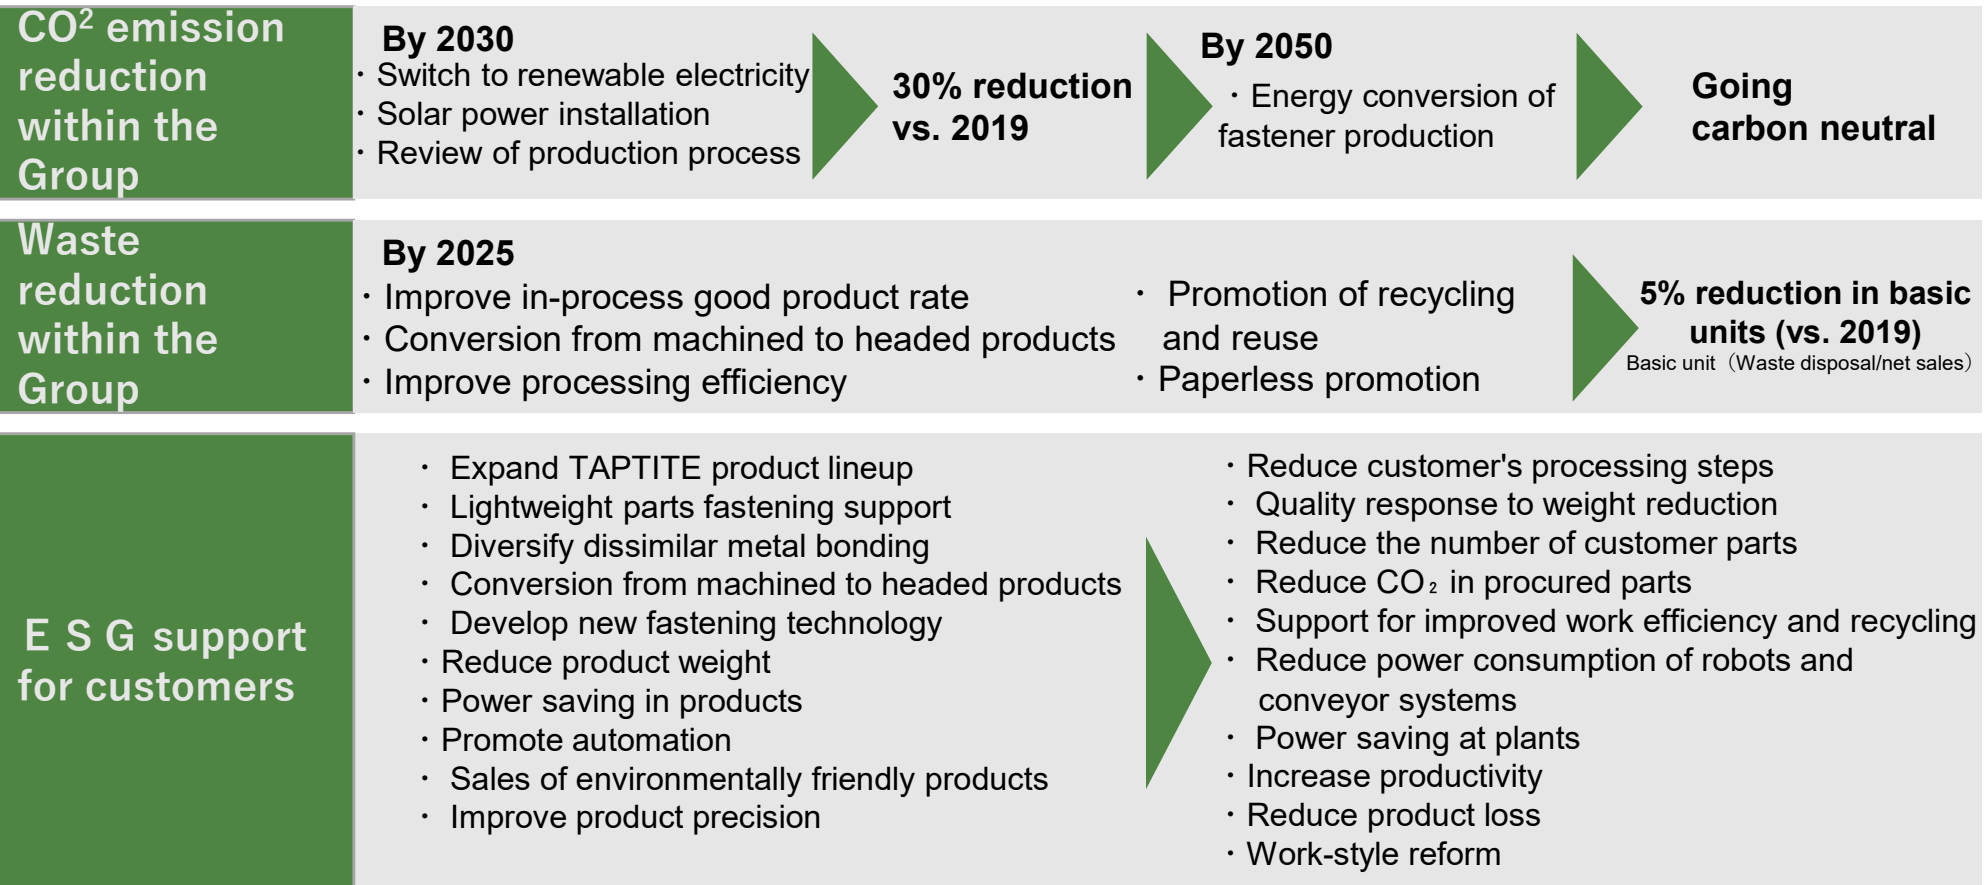 CO² emission
reduction
within the
Group
By 2030
・Switch to renewable electricity
・Solar power installation
・Review of production process
30% reduction
vs. 2019
By 2050
・Energy conversion of
fastener production
Going
carbon neutral
Waste
reduction
within the
Group
By 2025
・Improve in-process good product rate
・Conversion from machined to headed products
・Improve processing efficiency
・ Promotion of recycling
and reuse
・Paperless promotion
5% reduction in basic
units (vs. 2019)
Basic unit（Waste disposal/net sales）
ＥＳＧ support
for customers
・ Expand TAPTITE product lineup
・ Lightweight parts fastening support
・ Diversify dissimilar metal bonding
・ Conversion from machined to headed products
・ Develop new fastening technology
・Reduce product weight
・Power saving in products
・Promote automation
・ Sales of environmentally friendly products
・ Improve product precision
・Reduce customer's processing steps
・ Quality response to weight reduction
・ Reduce the number of customer parts
・ Reduce CO₂ in procured parts
・ Support for improved work efficiency and recycling
・ Reduce power consumption of robots and
conveyor systems
・ Power saving at plants
・Increase productivity
・Reduce product loss
・Work-style reform